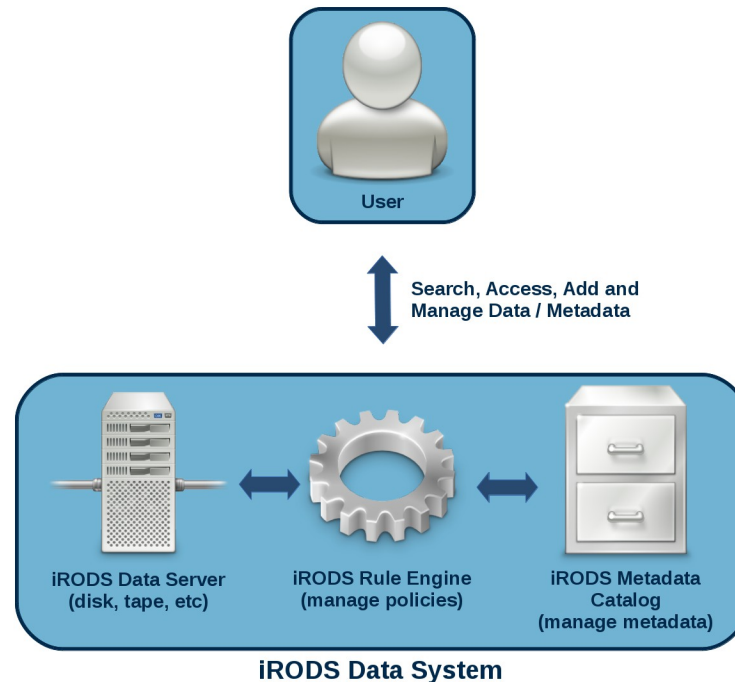 User
Search, Access, Add and
Manage Data / Metadata
iRODS Data Server
(disk, tape, etc)
iRODS Rule Engine
(manage policies)
iRODS Metadata
Catalog
(manage metadata)
iRODS Data System